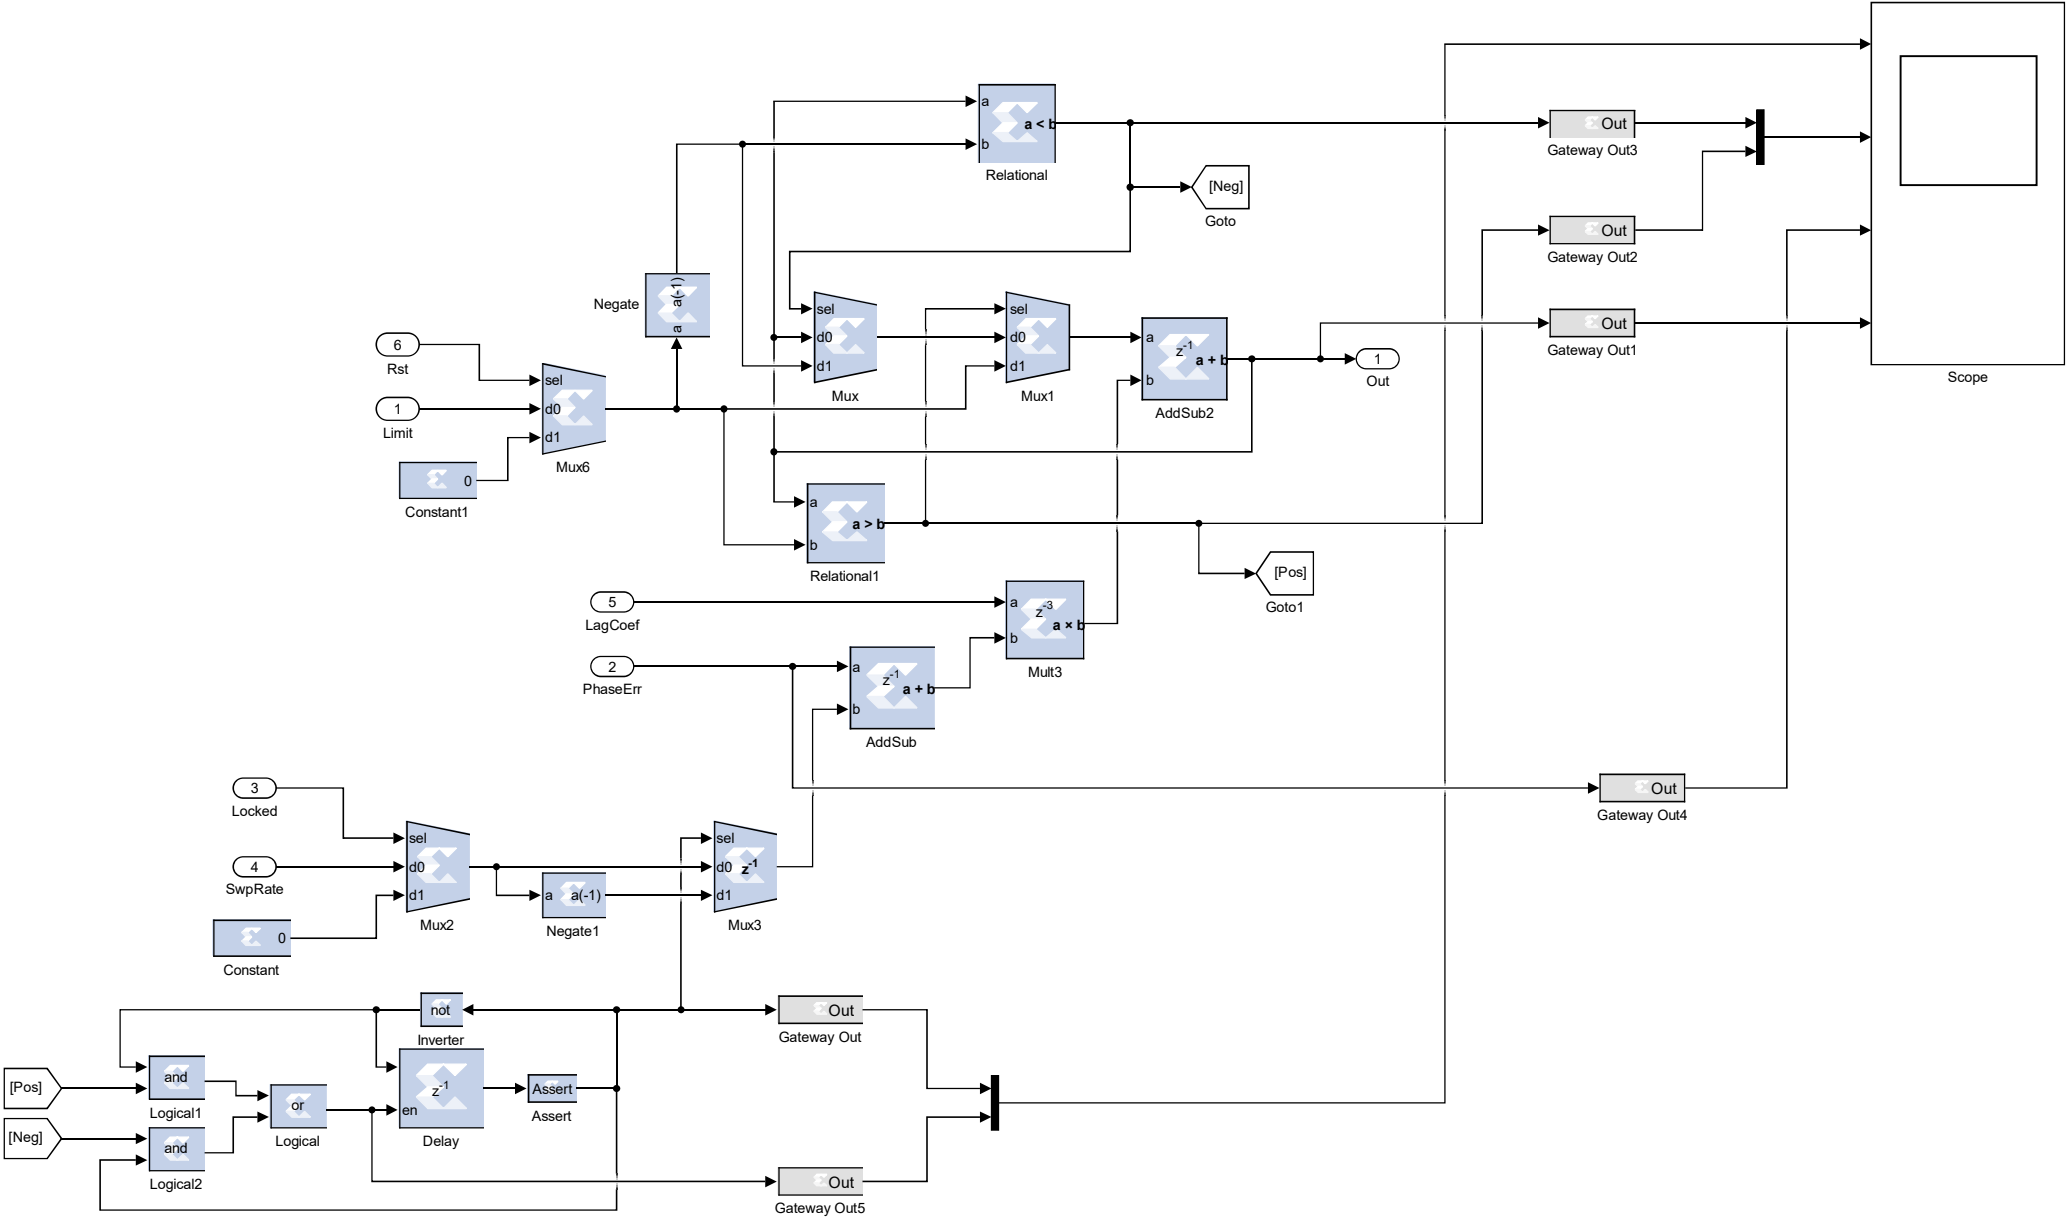 a
a < b
b
Relational
Out
Gateway Out3
[Neg]
Goto
Out
Gateway Out2
Negate
a(-1)
a
sel
d0
d1
Mux
sel
d0
d1
Mux1
a
z-1
a + b
b
AddSub2
Out
Gateway Out1
1
Out
Scope
6
Rst
1
Limit
sel
d0
d1
Mux6
0
Constant1
a
a > b
b
Relational1
[Pos]
Goto1
5
LagCoef
a
z-3
a × b
b
Mult3
2
PhaseErr
a
z-1
a + b
b
AddSub
Out
Gateway Out4
3
Locked
4
SwpRate
sel
d0
d1
Mux2
0
Constant
a a(-1)
Negate1
sel
d0 z-1
d1
Mux3
not
Inverter
Out
Gateway Out
[Pos]
and
Logical1
[Neg]
and
Logical2
or
Logical
z-1
en
Delay
Assert
Assert
Out
Gateway Out5